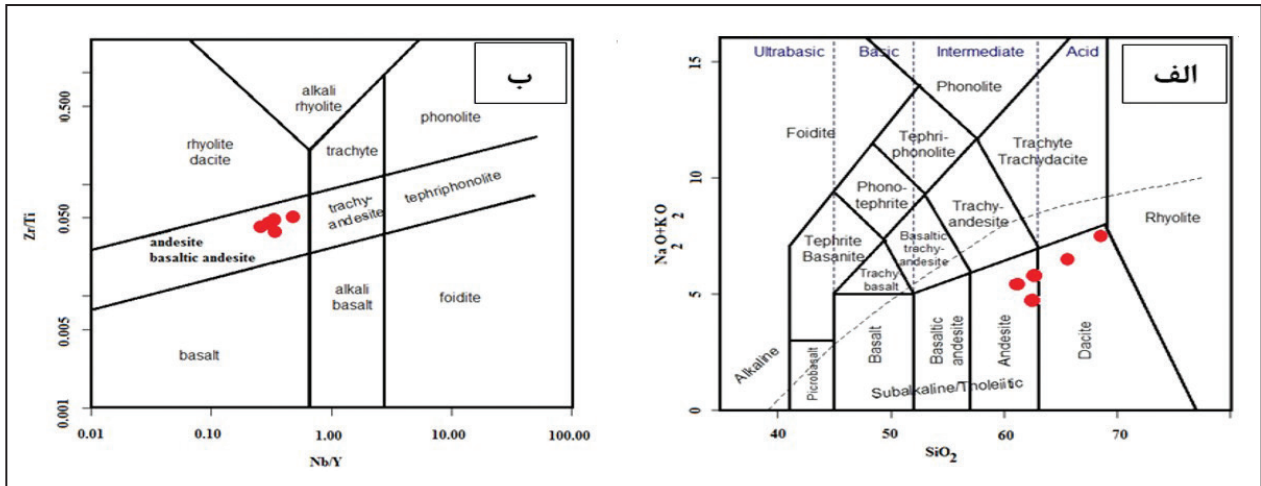 ب
alkali
rhyolite
phonolite
rhyolite
dacite
trachyte
tephriphonolite
trachy-
andesite
andesite
basaltic andesite
alkali
basalt
foidite
basalt
Zr/Ti
0.500
0.050
0.005
0.001
0.01
0.10
1.00
10.00
100.00
Nb/Y
الف
Ultrabasic
Basic
Intermediate
Acid
Phonolite
Foidite
Tephri-
phonolite
Trachyte
Trachydacite
Phono-
tephrite
Trachy-
andesite
Rhyolite
Tephrite
Basanite
Basaltic
trachy-
andesite
Trachy-
basalt
Alkaline
Picrobasalt
Basalt
Basaltic
andesite
Andesite
Dacite
Subalkaline/Tholeiitic
Na2O+K2O
15
10
5
0
40
50
60
70
SiO2